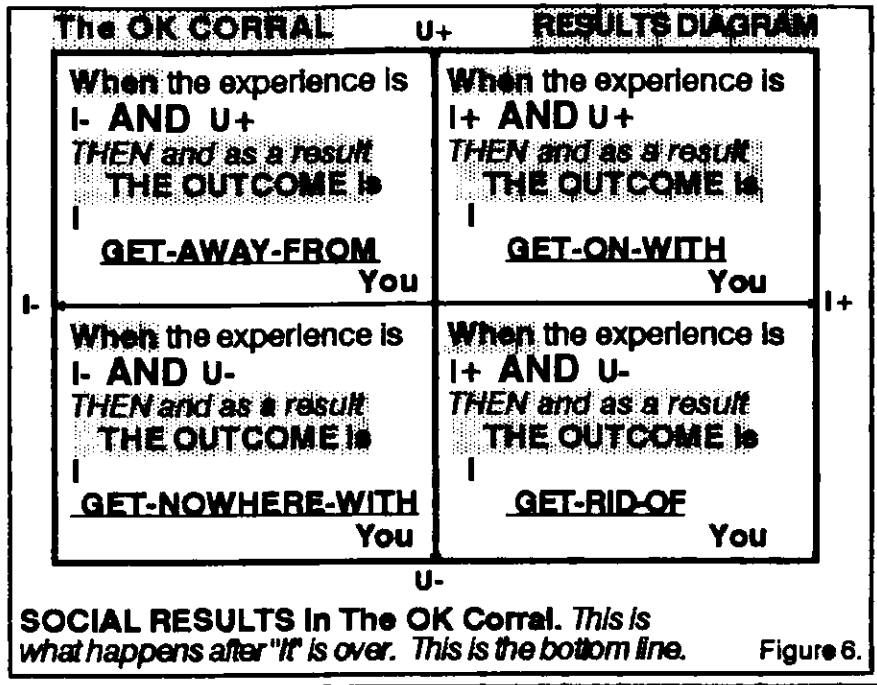 The OK CORRAL U+ RESULTS DIAGRAM
When the experience is
I- AND U+
THEN and as a result
THE OUTCOME is
I
GET-AWAY-FROM
You
When the experience is
I+ AND U+
THEN and as a result
THE OUTCOME is
I
GET-ON-WITH
You
I-
I+
When the experience is
I- AND U-
THEN and as a result
THE OUTCOME is
I
GET-NOWHERE-WITH
You
When the experience is
I+ AND U-
THEN and as a result
THE OUTCOME is
I
GET-RID-OF
You
U-
SOCIAL RESULTS in The OK Corral. This is
what happens after "it" is over. This is the bottom line. Figure 6.